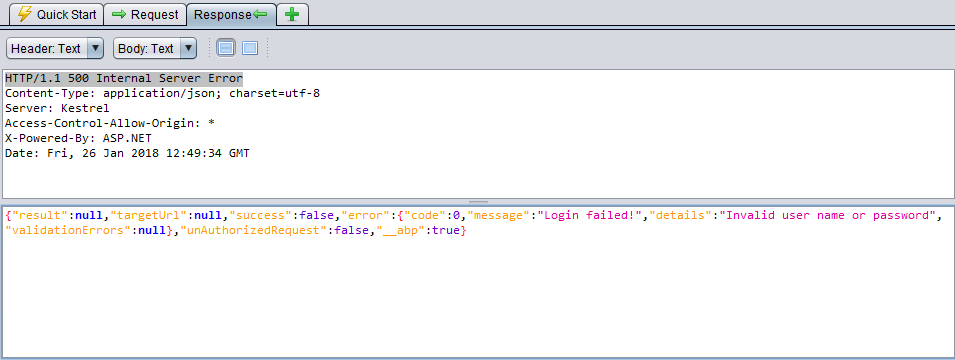 Quick Start
Request
Response
Header: Text
Body: Text
HTTP/1.1 500 Internal Server Error
Content-Type: application/json; charset=utf-8
Server: Kestrel
Access-Control-Allow-Origin: *
X-Powered-By: ASP.NET
Date: Fri, 26 Jan 2018 12:49:34 GMT
{"result":null,"targetUrl":null,"success":false,"error":{"code":0,"message":"Login failed!","details":"Invalid user name or password",
"validationErrors":null},"unAuthorizedRequest":false,"__abp":true}